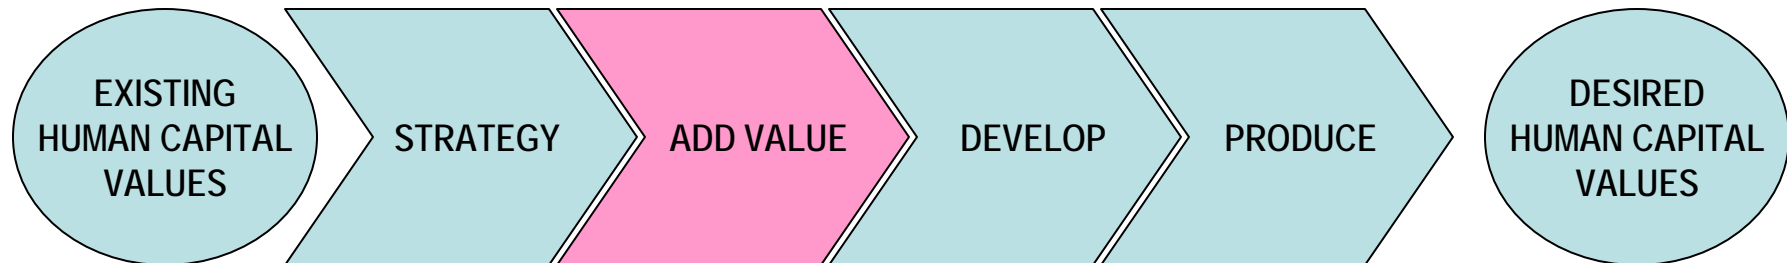 EXISTING
HUMAN CAPITAL
VALUES
STRATEGY
ADD VALUE
DEVELOP
PRODUCE
DESIRED
HUMAN CAPITAL
VALUES